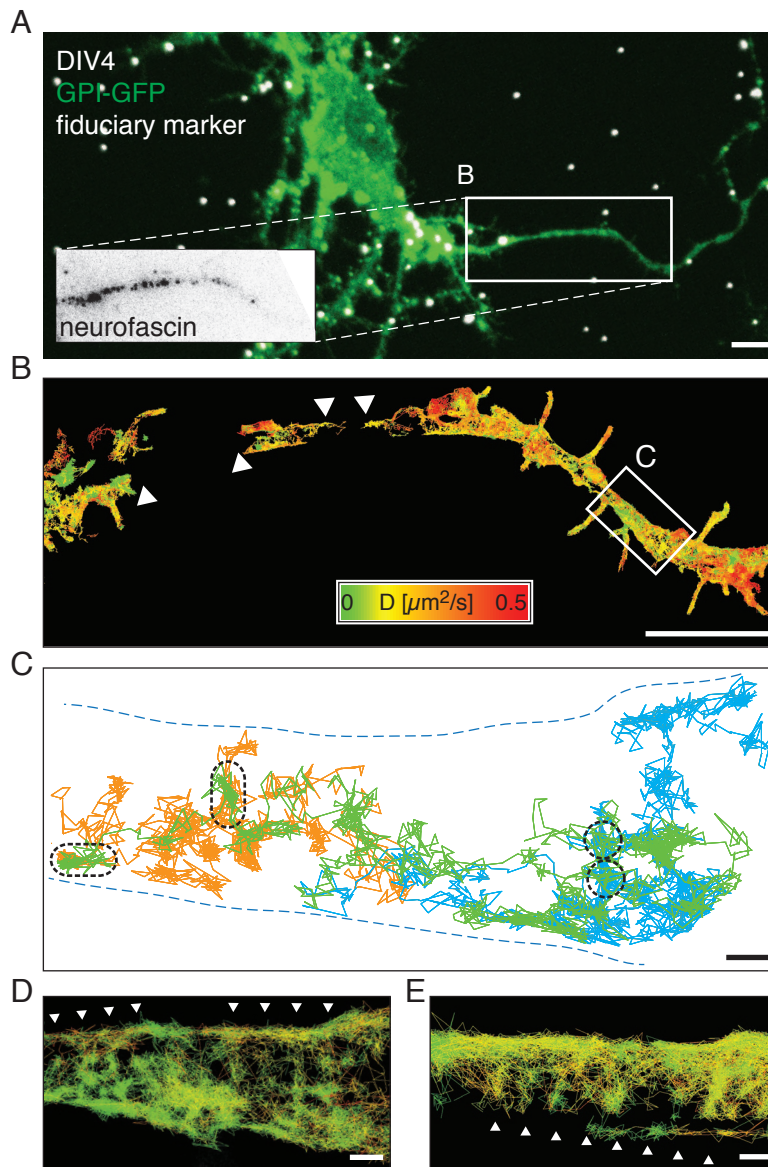 A
DIV4
GPI-GFP
fiduciary marker
B
neurofascin
B
C
0 D [µm²/s] 0.5
C
D
E